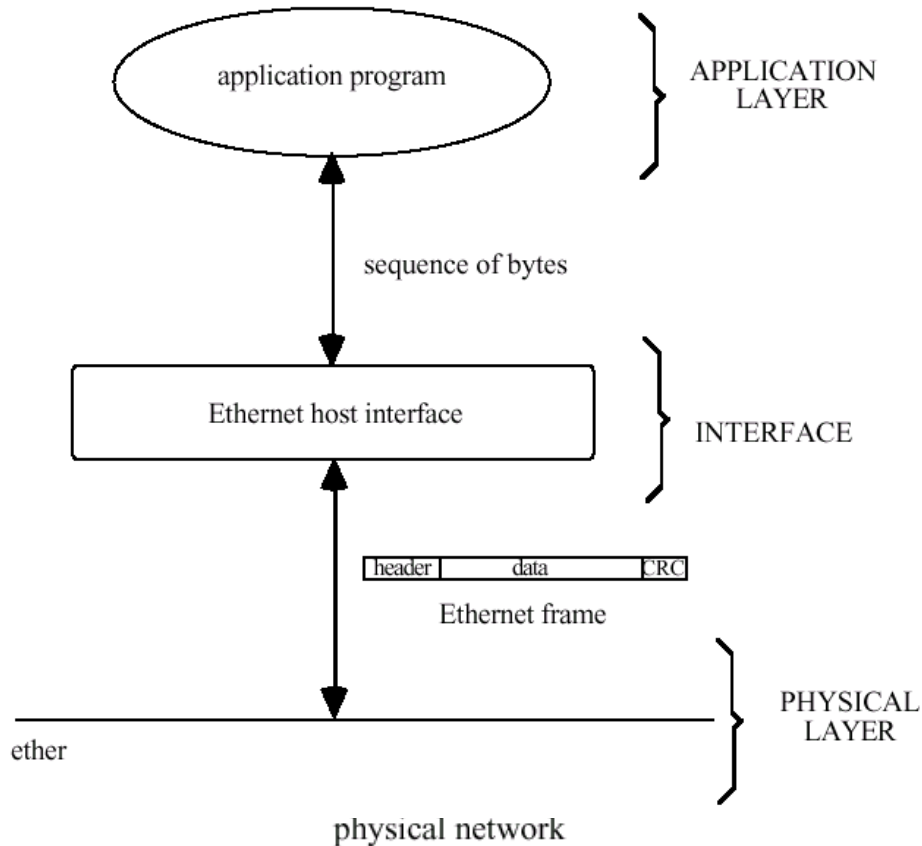 application program
APPLICATION
LAYER
sequence of bytes
Ethernet host interface
INTERFACE
header data CRC
Ethernet frame
PHYSICAL
LAYER
ether
physical network